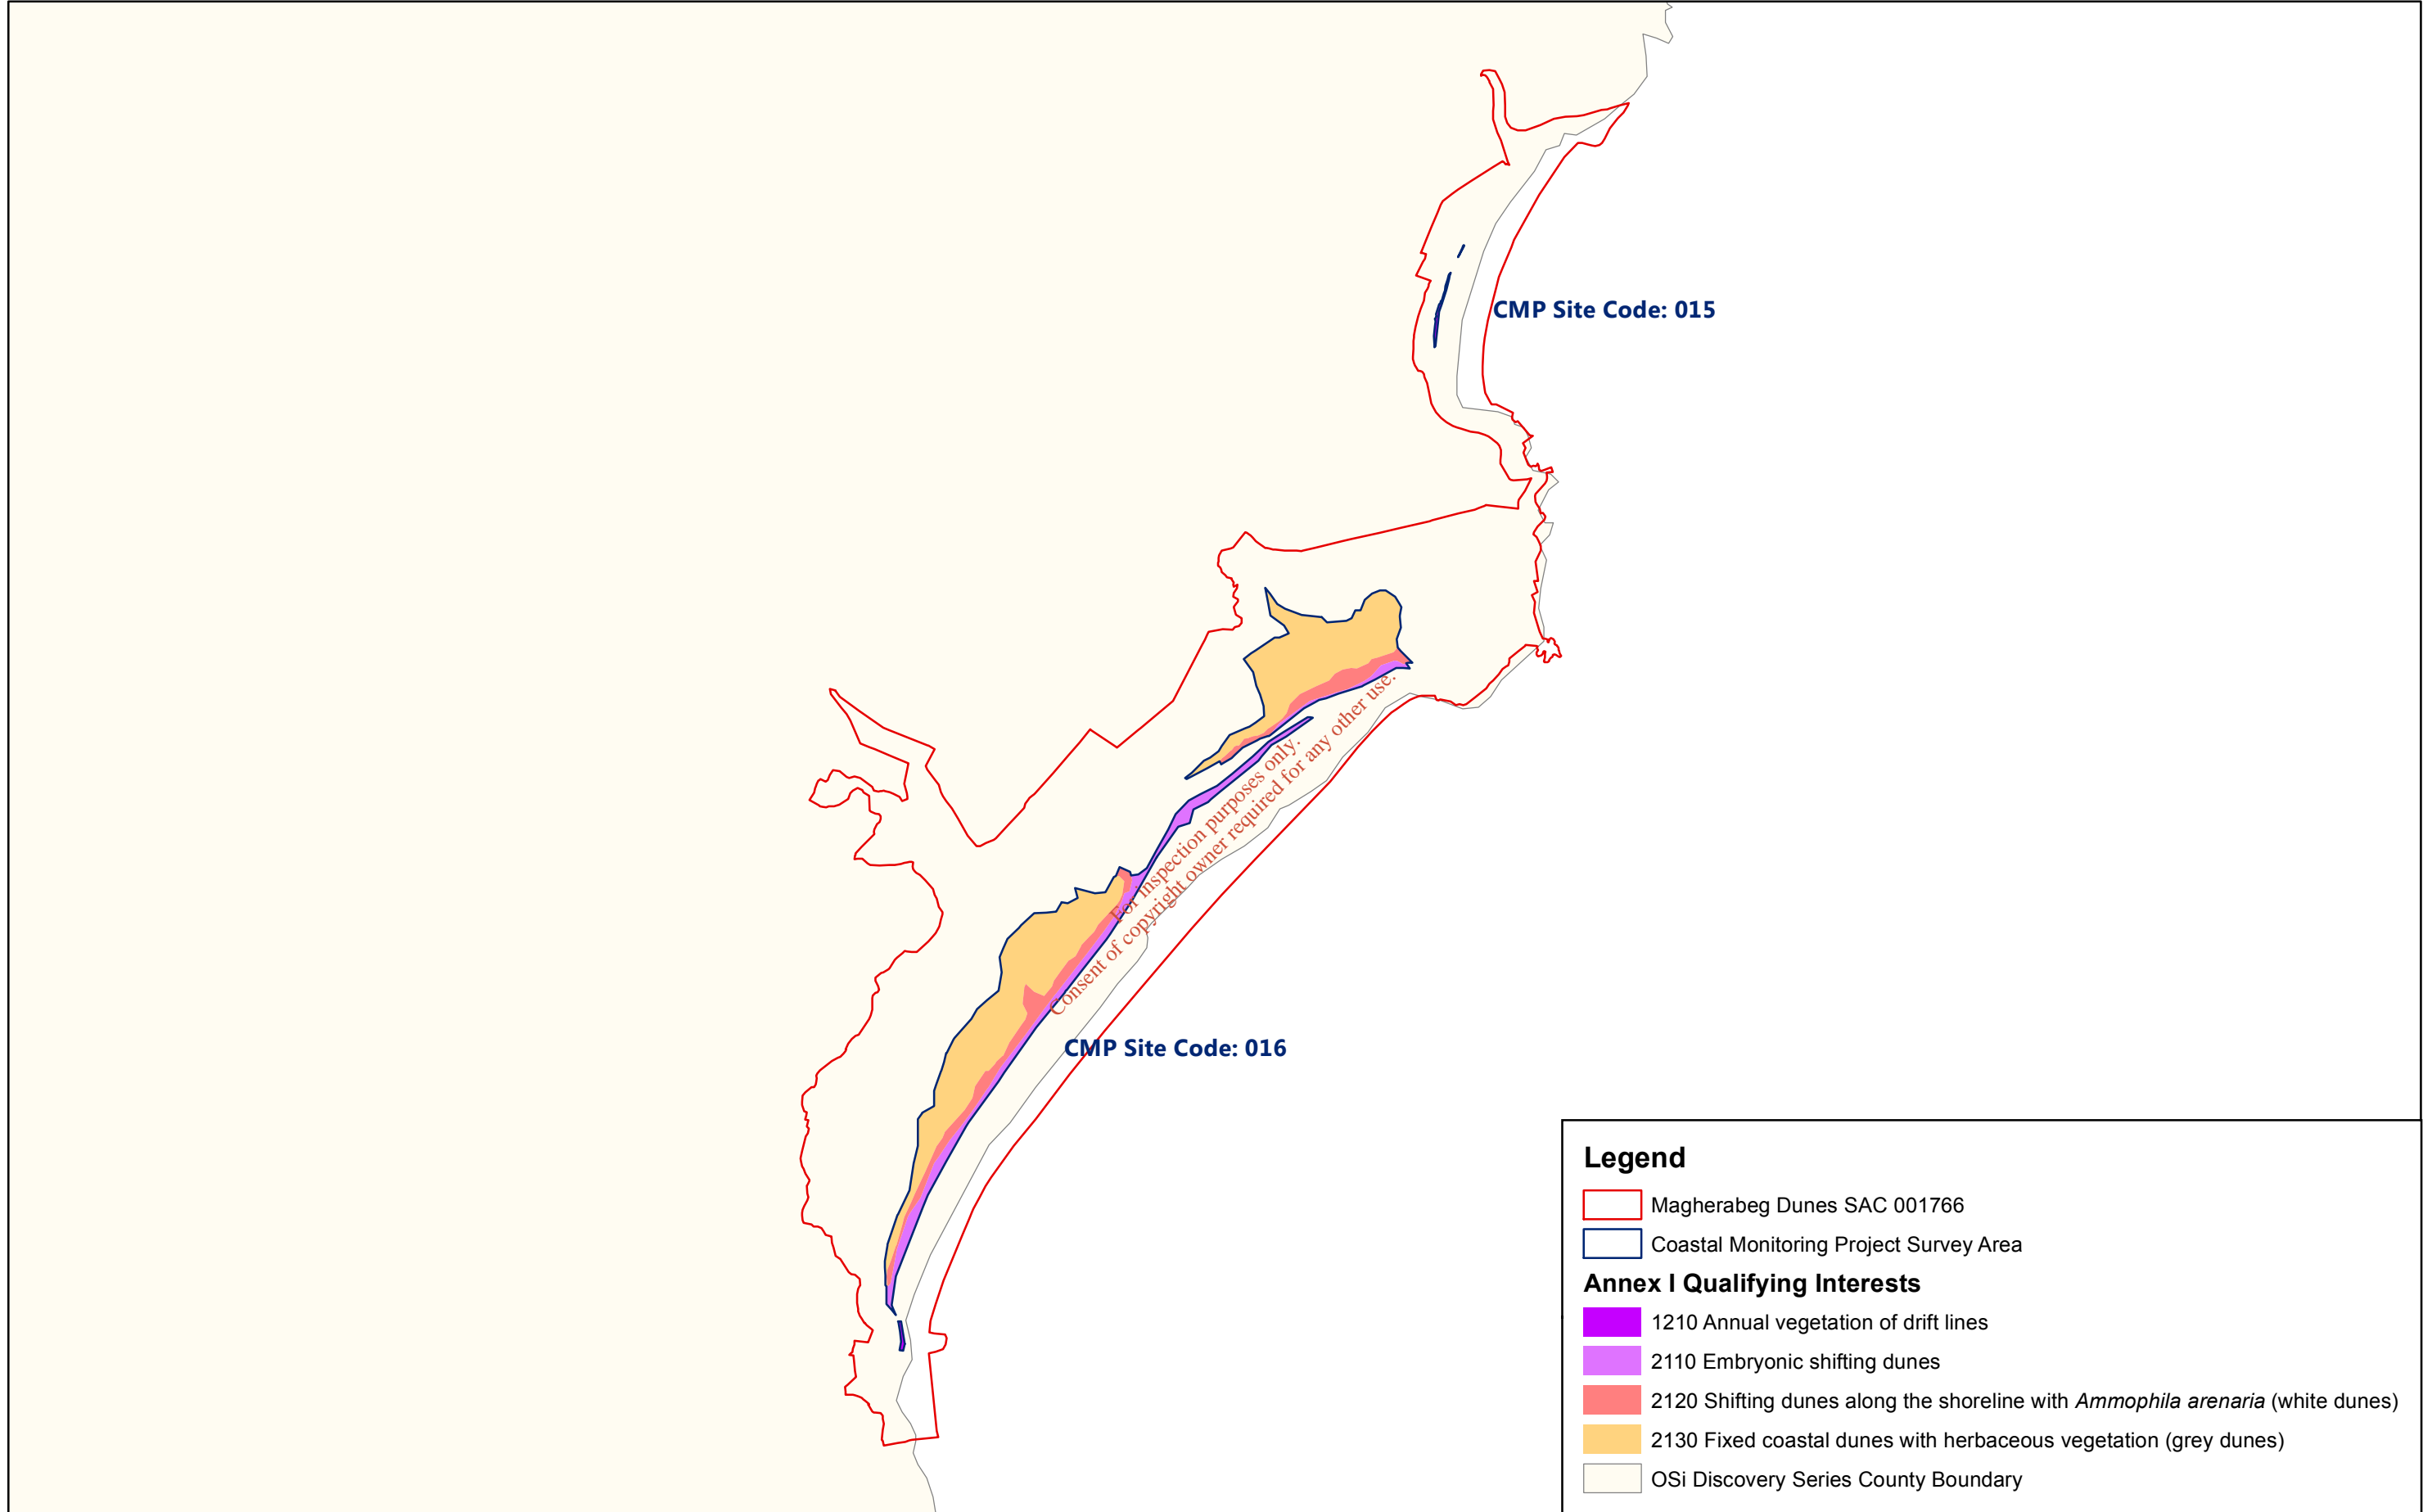 CMP Site Code: 015
For inspection purposes only.
Consent of copyright owner required for any other use.
CMP Site Code: 016
Legend
Magherabeg Dunes SAC 001766
Coastal Monitoring Project Survey Area
Annex I Qualifying Interests
1210 Annual vegetation of drift lines
2110 Embryonic shifting dunes
2120 Shifting dunes along the shoreline with Ammophila arenaria (white dunes)
2130 Fixed coastal dunes with herbaceous vegetation (grey dunes)
OSi Discovery Series County Boundary